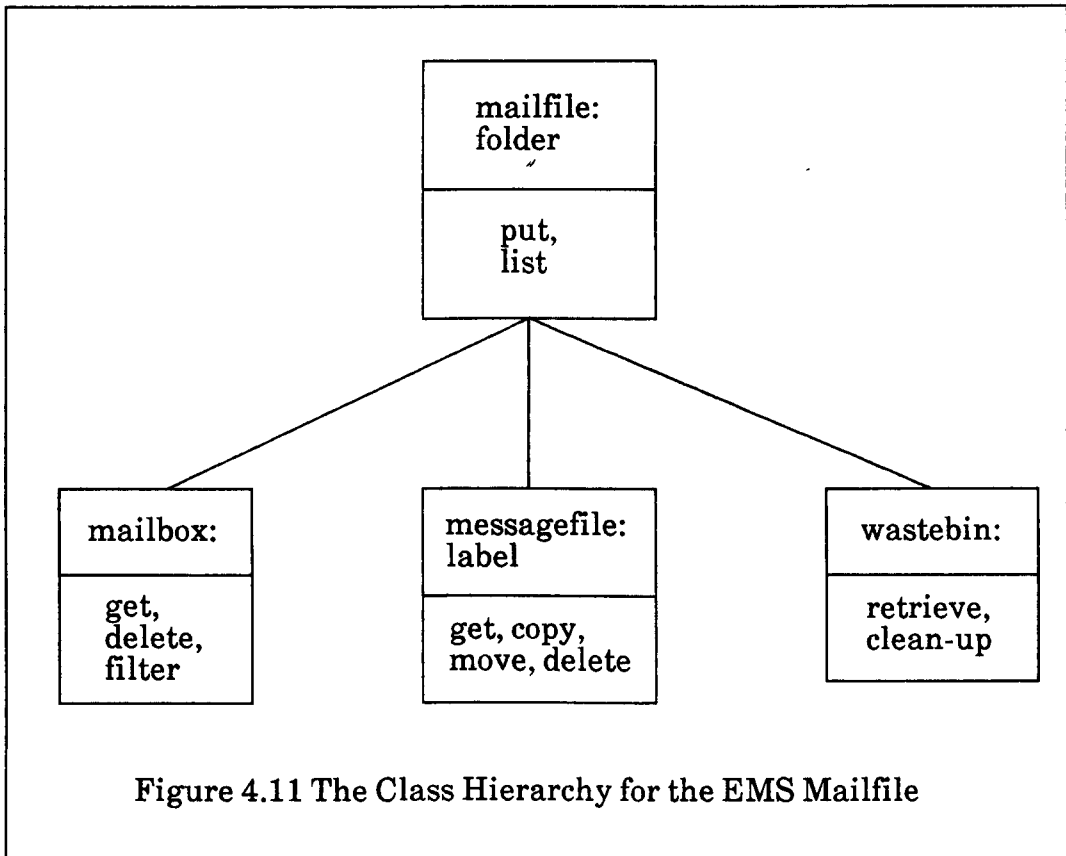 mailfile:
folder
put,
list
mailbox:
get,
delete,
filter
messagefile:
label
get, copy,
move, delete
wastebin:
retrieve,
clean-up
Figure 4.11 The Class Hierarchy for the EMS Mailfile